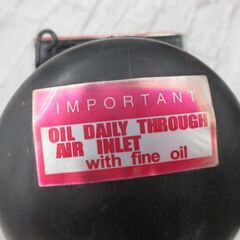 IMPORTANT
OIL DAILY THROUGH
AIR INLET
with fine oil